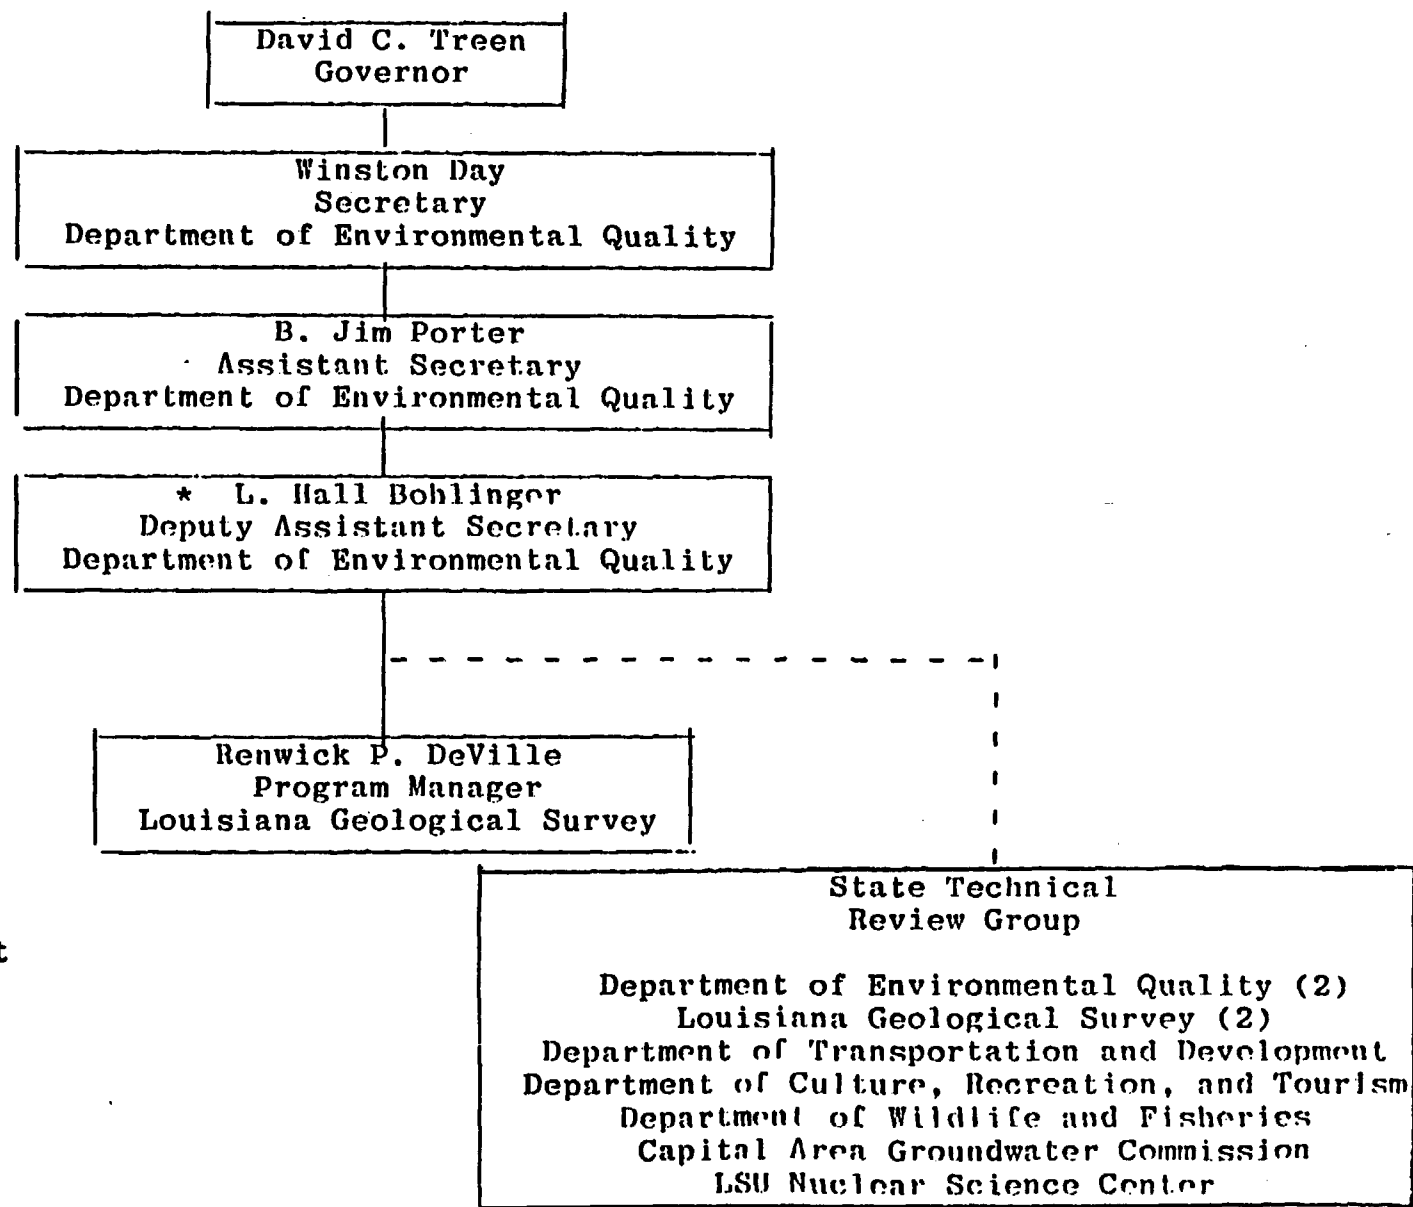 David C. Treen
Governor
Winston Day
Secretary
Department of Environmental Quality
B. Jim Porter
Assistant Secretary
Department of Environmental Quality
* L. Hall Bohlinger
Deputy Assistant Secretary
Department of Environmental Quality
Renwick P. DeVille
Program Manager
Louisiana Geological Survey
t
State Technical
Review Group
Department of Environmental Quality (2)
Louisiana Geological Survey (2)
Department of Transportation and Development
Department of Culture, Recreation, and Tourism
Department of Wildlife and Fisheries
Capital Area Groundwater Commission
LSU Nuclear Science Center